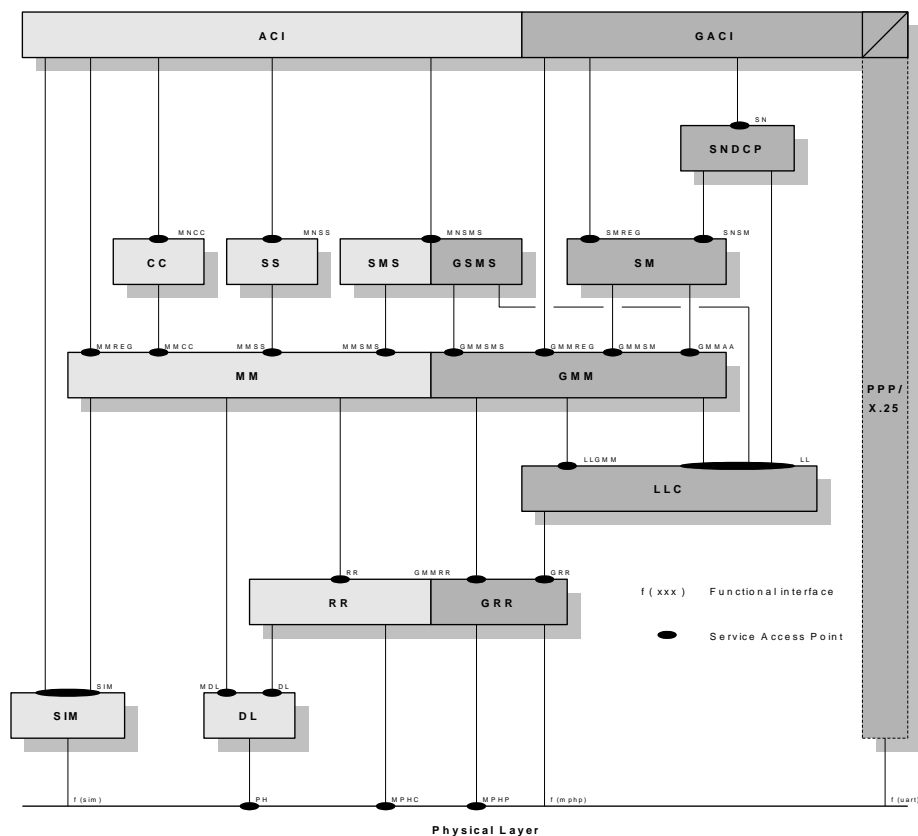 ACI
GACI
SN
SNDCP
MNCC
MNSS
MNSMS
SMREG
SNSM
CC
SS
SMS
GSMS
SM
MMREG
MMCC
MMSS
MMSMS
GMMSMS
GMMREG
GMMSM
GMMAA
MM
GMM
PPP/
X.25
LLGMM
LL
LLC
RR
GMMRR
GRR
RR
GRR
f(xxx) Functional interface
Service Access Point
SIM
MDL
DL
SIM
DL
f(sim)
PH
MPHC
MPHP
f(mphp)
f(uart)
Physical Layer